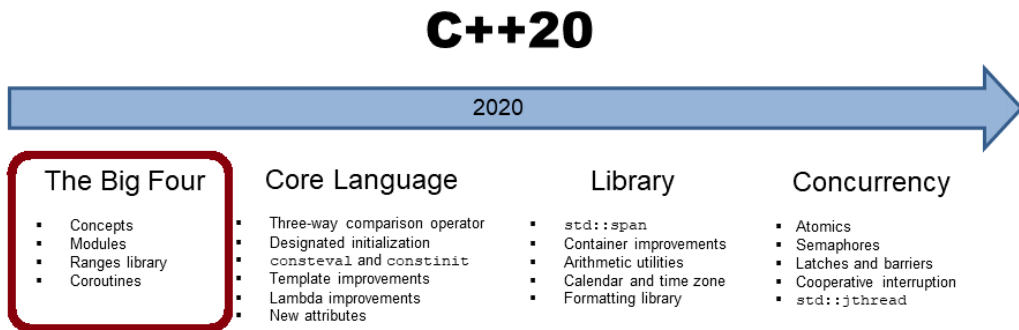 C++20
2020
The Big Four
▪ Concepts
▪ Modules
▪ Ranges library
▪ Coroutines
Core Language
▪ Three-way comparison operator
▪ Designated initialization
▪ consteval and constinit
▪ Template improvements
▪ Lambda improvements
▪ New attributes
Library
▪ std::span
▪ Container improvements
▪ Arithmetic utilities
▪ Calendar and time zone
▪ Formatting library
Concurrency
▪ Atomics
▪ Semaphores
▪ Latches and barriers
▪ Cooperative interruption
▪ std::jthread